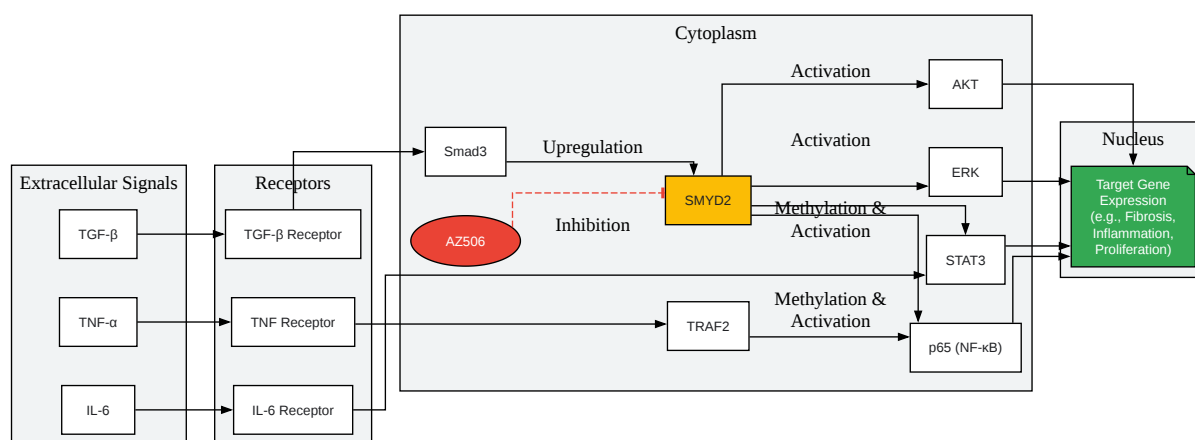 Cytoplasm
Activation
AKT
Nucleus
Smad3
Upregulation
Activation
ERK
Extracellular Signals
Receptors
SMYD2
Target Gene
Expression
(e.g., Fibrosis,
Inflammation,
Proliferation)
TGF-β
TGF-β Receptor
AZ506
Inhibition
Methylation &
Activation
STAT3
TNF-α
TNF Receptor
TRAF2
Methylation &
Activation
p65 (NF-κB)
IL-6
IL-6 Receptor